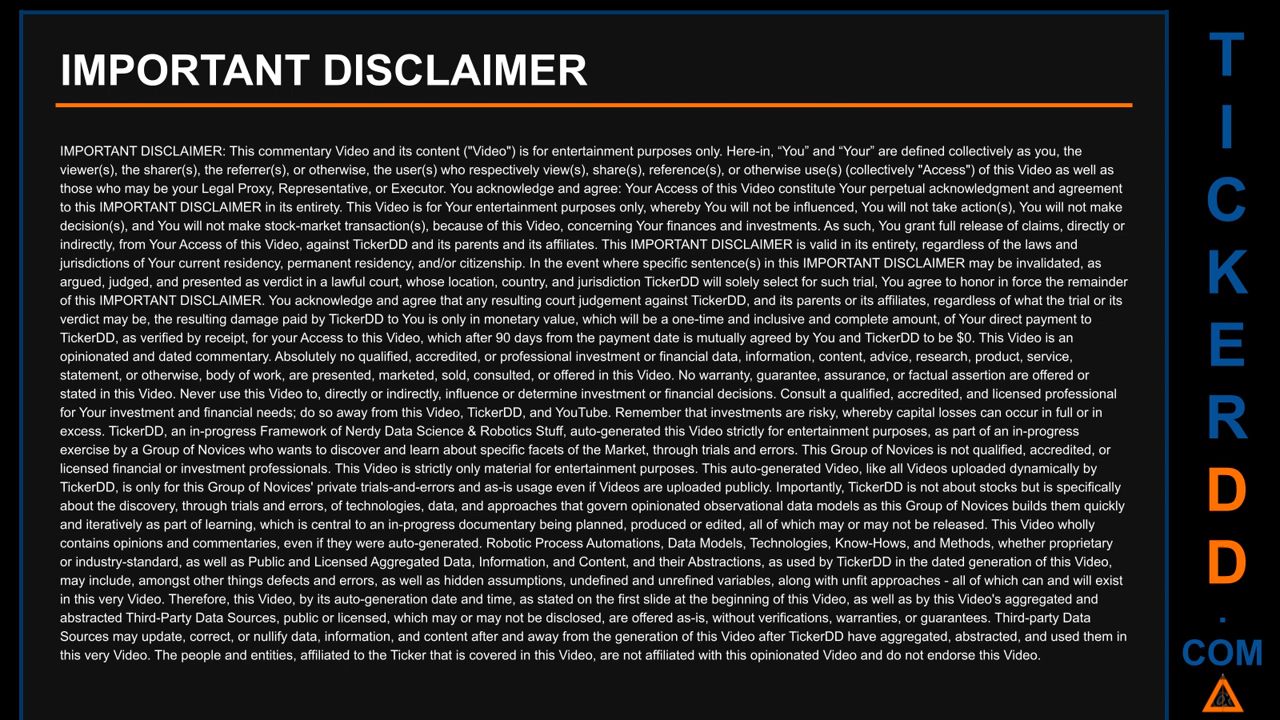 IMPORTANT DISCLAIMER
IMPORTANT DISCLAIMER: This commentary Video and its content ("Video") is for entertainment purposes only. Here-in, “You” and “Your” are defined collectively as you, the
viewer(s), the sharer(s), the referrer(s), or otherwise, the user(s) who respectively view(s), share(s), reference(s), or otherwise use(s) (collectively "Access") of this Video as well as
those who may be your Legal Proxy, Representative, or Executor. You acknowledge and agree: Your Access of this Video constitute Your perpetual acknowledgment and agreement
to this IMPORTANT DISCLAIMER in its entirety. This Video is for Your entertainment purposes only, whereby You will not be influenced, You will not take action(s), You will not make
decision(s), and You will not make stock-market transaction(s), because of this Video, concerning Your finances and investments. As such, You grant full release of claims, directly or
indirectly, from Your Access of this Video, against TickerDD and its parents and its affiliates. This IMPORTANT DISCLAIMER is valid in its entirety, regardless of the laws and
jurisdictions of Your current residency, permanent residency, and/or citizenship. In the event where specific sentence(s) in this IMPORTANT DISCLAIMER may be invalidated, as
argued, judged, and presented as verdict in a lawful court, whose location, country, and jurisdiction TickerDD will solely select for such trial, You agree to honor in force the remainder
of this IMPORTANT DISCLAIMER. You acknowledge and agree that any resulting court judgement against TickerDD, and its parents or its affiliates, regardless of what the trial or its
verdict may be, the resulting damage paid by TickerDD to You is only in monetary value, which will be a one-time and inclusive and complete amount, of Your direct payment to
TickerDD, as verified by receipt, for your Access to this Video, which after 90 days from the payment date is mutually agreed by You and TickerDD to be $0. This Video is an
opinionated and dated commentary. Absolutely no qualified, accredited, or professional investment or financial data, information, content, advice, research, product, service,
statement, or otherwise, body of work, are presented, marketed, sold, consulted, or offered in this Video. No warranty, guarantee, assurance, or factual assertion are offered or
stated in this Video. Never use this Video to, directly or indirectly, influence or determine investment or financial decisions. Consult a qualified, accredited, and licensed professional
for Your investment and financial needs; do so away from this Video, TickerDD, and YouTube. Remember that investments are risky, whereby capital losses can occur in full or in
excess. TickerDD, an in-progress Framework of Nerdy Data Science & Robotics Stuff, auto-generated this Video strictly for entertainment purposes, as part of an in-progress
exercise by a Group of Novices who wants to discover and learn about specific facets of the Market, through trials and errors. This Group of Novices is not qualified, accredited, or
licensed financial or investment professionals. This Video is strictly only material for entertainment purposes. This auto-generated Video, like all Videos uploaded dynamically by
TickerDD, is only for this Group of Novices' private trials-and-errors and as-is usage even if Videos are uploaded publicly. Importantly, TickerDD is not about stocks but is specifically
about the discovery, through trials and errors, of technologies, data, and approaches that govern opinionated observational data models as this Group of Novices builds them quickly
and iteratively as part of learning, which is central to an in-progress documentary being planned, produced or edited, all of which may or may not be released. This Video wholly
contains opinions and commentaries, even if they were auto-generated. Robotic Process Automations, Data Models, Technologies, Know-Hows, and Methods, whether proprietary
or industry-standard, as well as Public and Licensed Aggregated Data, Information, and Content, and their Abstractions, as used by TickerDD in the dated generation of this Video,
may include, amongst other things defects and errors, as well as hidden assumptions, undefined and unrefined variables, along with unfit approaches - all of which can and will exist
in this very Video. Therefore, this Video, by its auto-generation date and time, as stated on the first slide at the beginning of this Video, as well as by this Video's aggregated and
abstracted Third-Party Data Sources, public or licensed, which may or may not be disclosed, are offered as-is, without verifications, warranties, or guarantees. Third-party Data
Sources may update, correct, or nullify data, information, and content after and away from the generation of this Video after TickerDD have aggregated, abstracted, and used them in
this very Video. The people and entities, affiliated to the Ticker that is covered in this Video, are not affiliated with this opinionated Video and do not endorse this Video.
T
I
C
K
E
R
D
D
.
COM